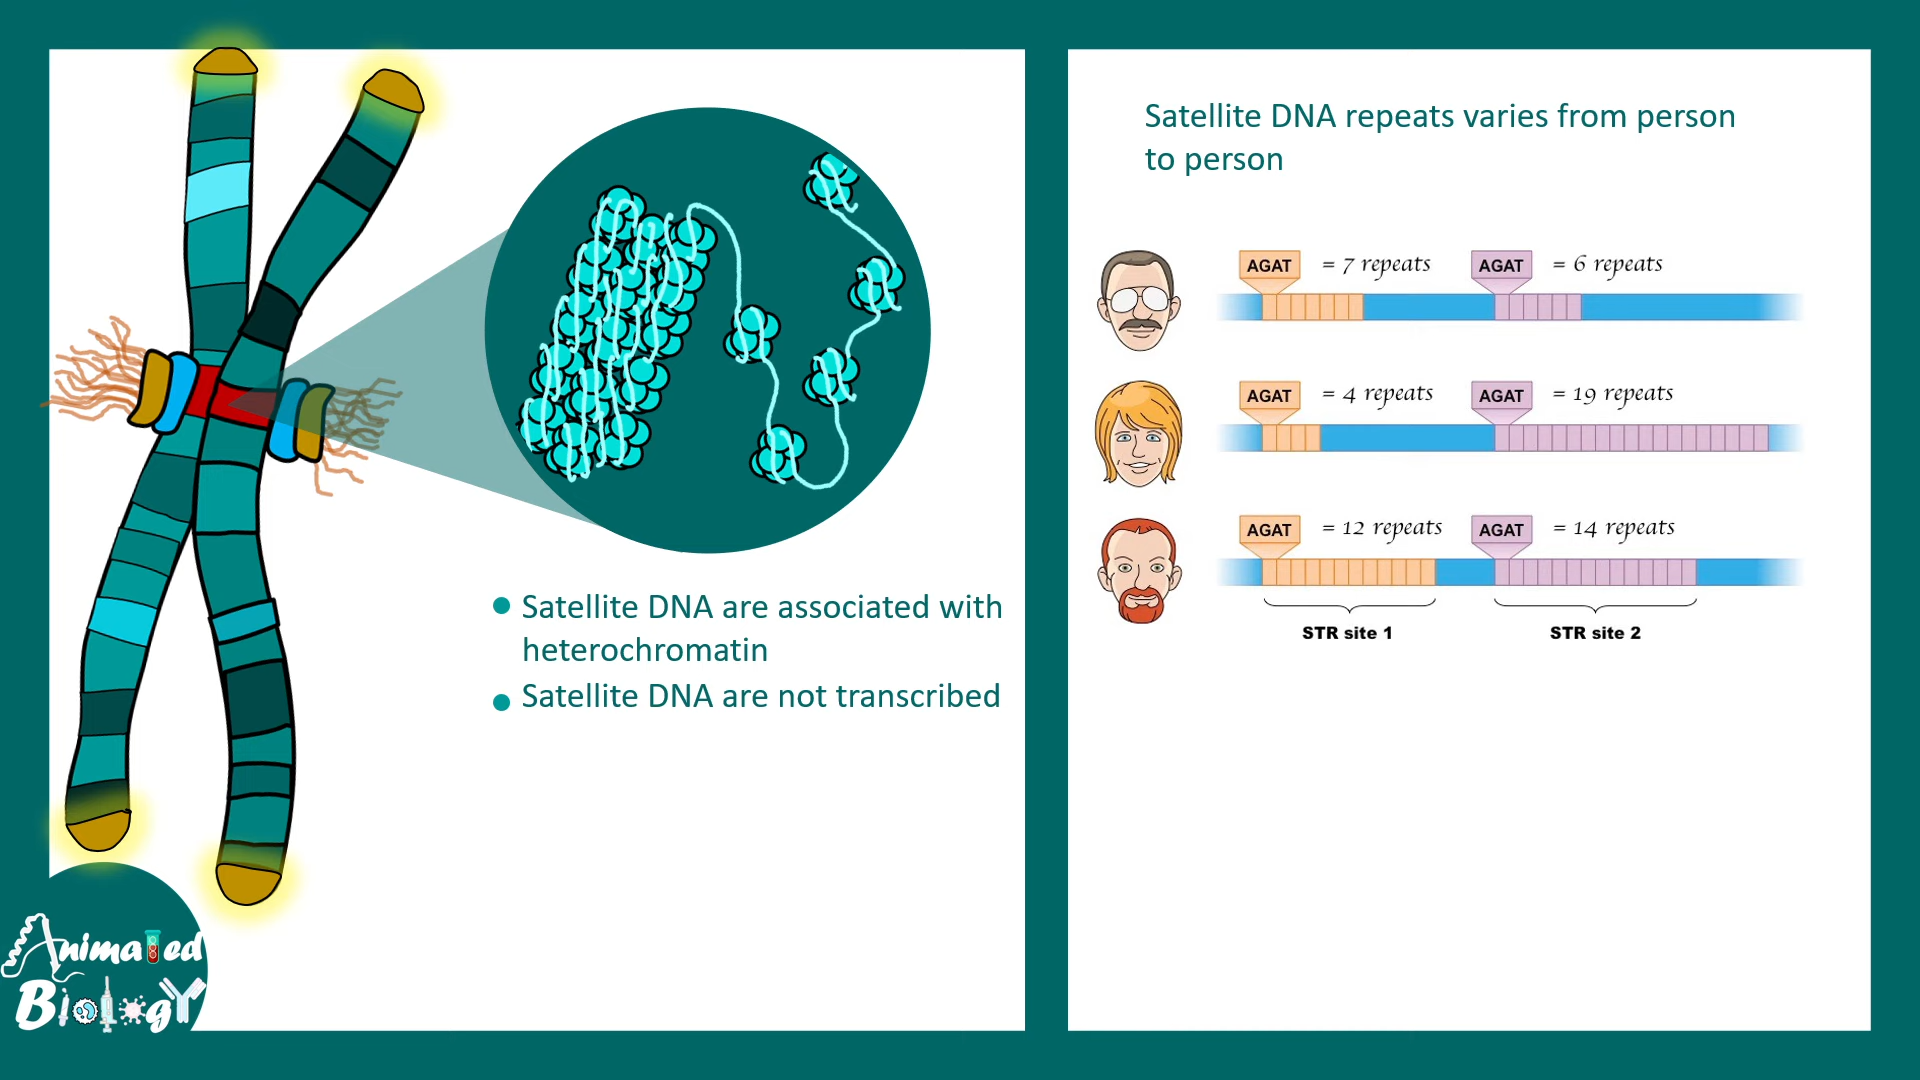 Satellite DNA are associated with
heterochromatin
Satellite DNA are not transcribed
Animated
Biology
Satellite DNA repeats varies from person
to person
AGAT = 7 repeats AGAT = 6 repeats
AGAT = 4 repeats AGAT = 19 repeats
AGAT = 12 repeats AGAT = 14 repeats
STR site 1 STR site 2